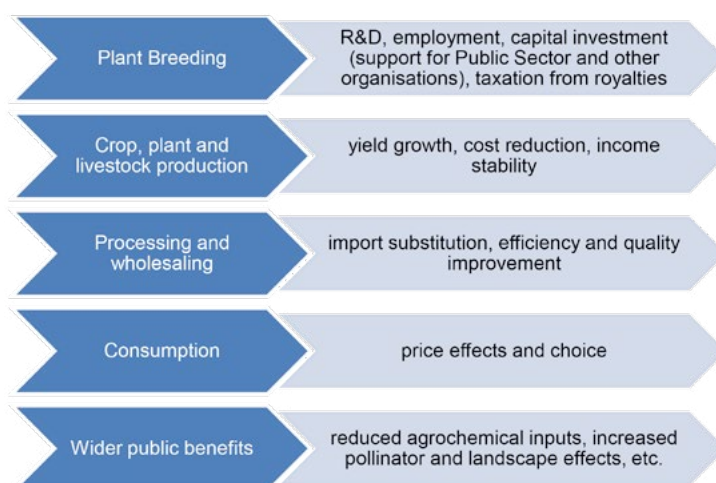 Plant Breeding
R&D, employment, capital investment
(support for Public Sector and other
organisations), taxation from royalties
Crop, plant and
livestock production
yield growth, cost reduction, income
stability
Processing and
wholesaling
import substitution, efficiency and quality
improvement
Consumption
price effects and choice
Wider public benefits
reduced agrochemical inputs, increased
pollinator and landscape effects, etc.